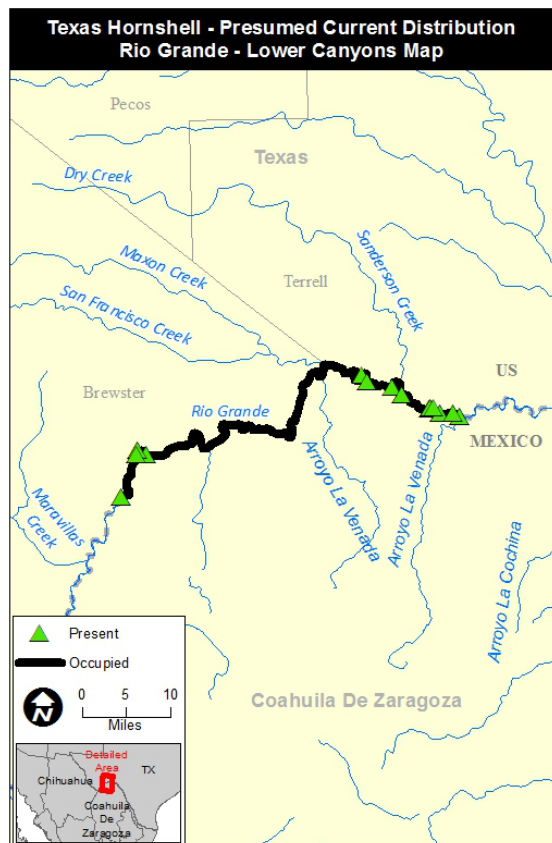 Texas Hornshell - Presumed Current Distribution
Rio Grande - Lower Canyons Map
Pecos
Texas
Dry Creek
Maxon Creek
Terrell
Sanderson Creek
San Francisco Creek
Brewster
Rio Grande
US
MEXICO
Maravillas
Creek
Arroyo La Venada
Arroyo La Venada
Arroyo La Cochina
Present
Occupied
N
0 5 10
Miles
Coahuila De Zaragoza
Detailed
Area
TX
Chihuahua
Coahuila
De
Zaragoza